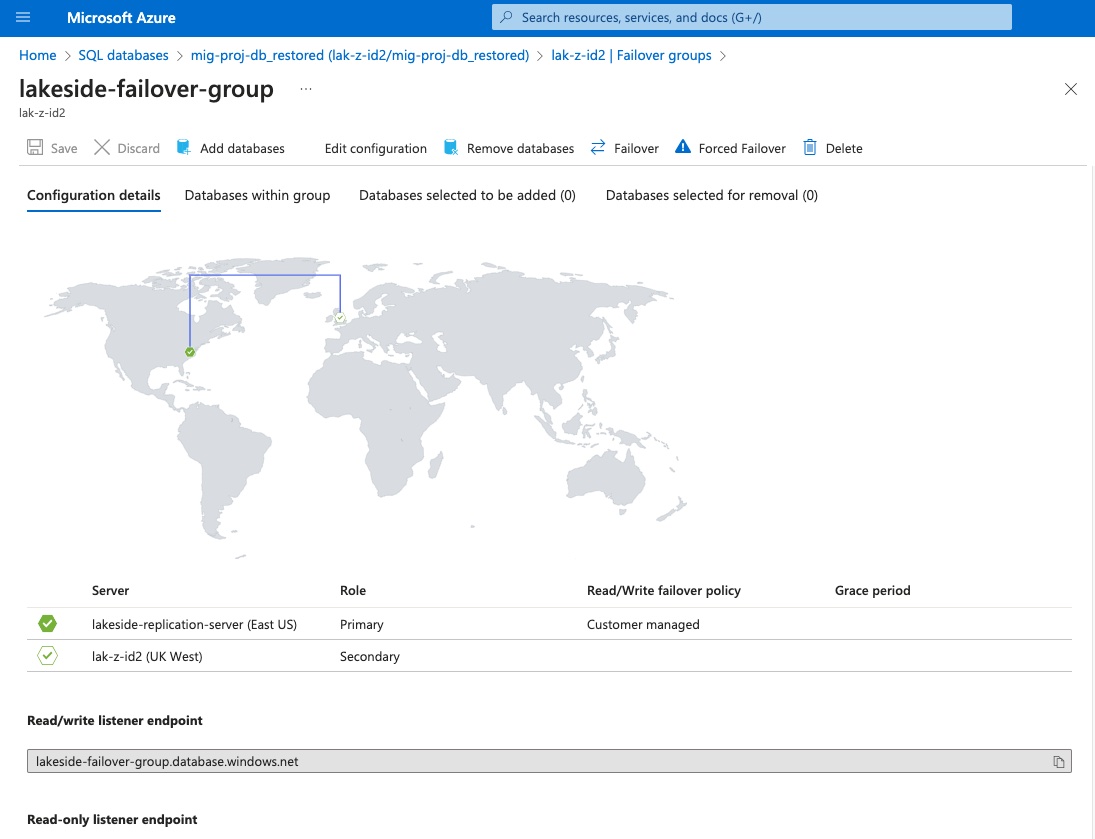 Microsoft Azure
Search resources, services, and docs (G+/)
Home > SQL databases > mig-proj-db_restored (lak-z-id2/mig-proj-db_restored) > lak-z-id2 | Failover groups >
lakeside-failover-group ...
lak-z-id2
Save Discard Add databases Edit configuration Remove databases Failover Forced Failover Delete
Configuration details Databases within group Databases selected to be added (0) Databases selected for removal (0)
Server Role Read/Write failover policy Grace period
lakeside-replication-server (East US) Primary Customer managed
lak-z-id2 (UK West) Secondary
Read/write listener endpoint
lakeside-failover-group.database.windows.net
Read-only listener endpoint